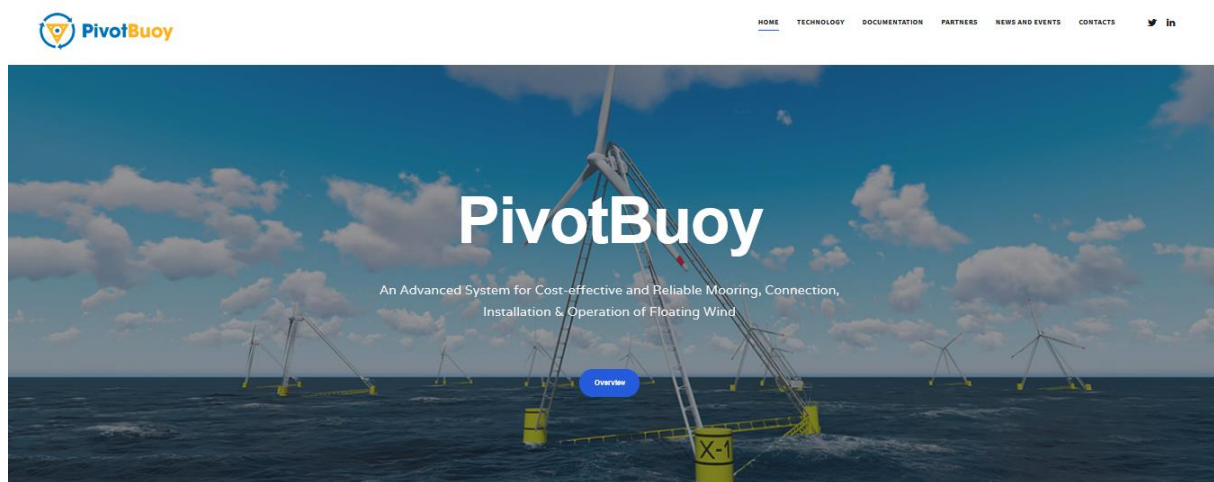 PivotBuoy
HOME TECHNOLOGY DOCUMENTATION PARTNERS NEWS AND EVENTS CONTACTS
PivotBuoy
An Advanced System for Cost-effective and Reliable Mooring, Connection,
Installation & Operation of Floating Wind
Overview
X-1